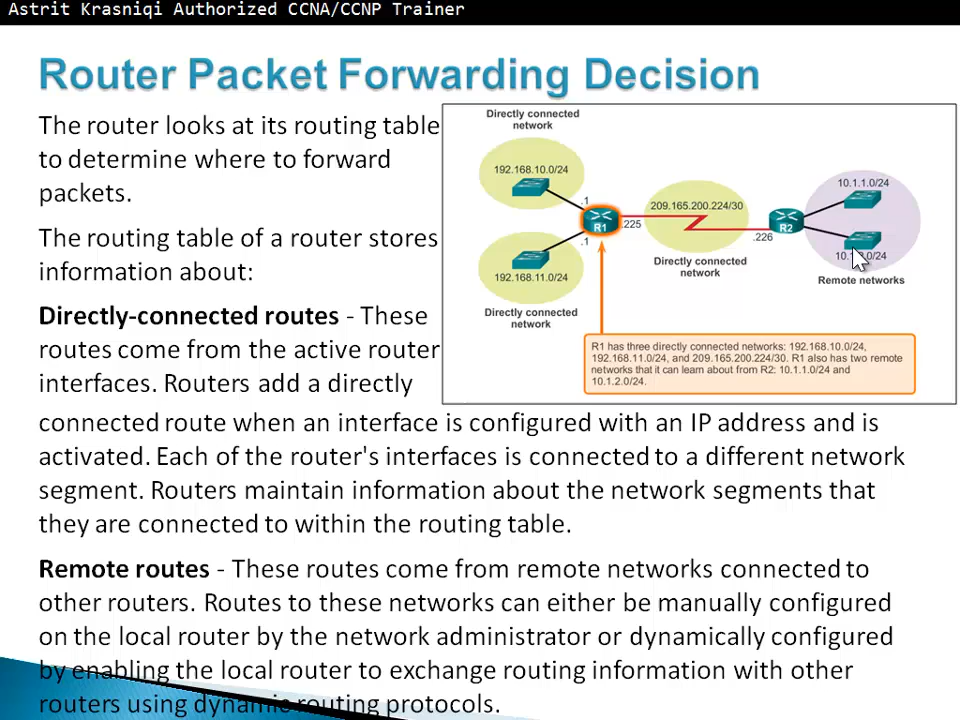 Astrit Krasniqi Authorized CCNA/CCNP Trainer
Router Packet Forwarding Decision
The router looks at its routing table
to determine where to forward
packets.
The routing table of a router stores
information about:
Directly-connected routes - These
routes come from the active router
interfaces. Routers add a directly
connected route when an interface is configured with an IP address and is
activated. Each of the router's interfaces is connected to a different network
segment. Routers maintain information about the network segments that
they are connected to within the routing table.
Remote routes - These routes come from remote networks connected to
other routers. Routes to these networks can either be manually configured
on the local router by the network administrator or dynamically configured
by enabling the local router to exchange routing information with other
routers using dynamic routing protocols.
Directly connected
network
192.168.10.0/24
.1
R1
.225
.1
192.168.11.0/24
Directly connected
network
209.165.200.224/30
Directly connected
network
.226
R2
10.1.1.0/24
Remote networks
R1 has three directly connected networks: 192.168.10.0/24,
192.168.11.0/24, and 209.165.200.224/30. R1 also has two remote
networks that it can learn about from R2: 10.1.1.0/24 and
10.1.2.0/24.